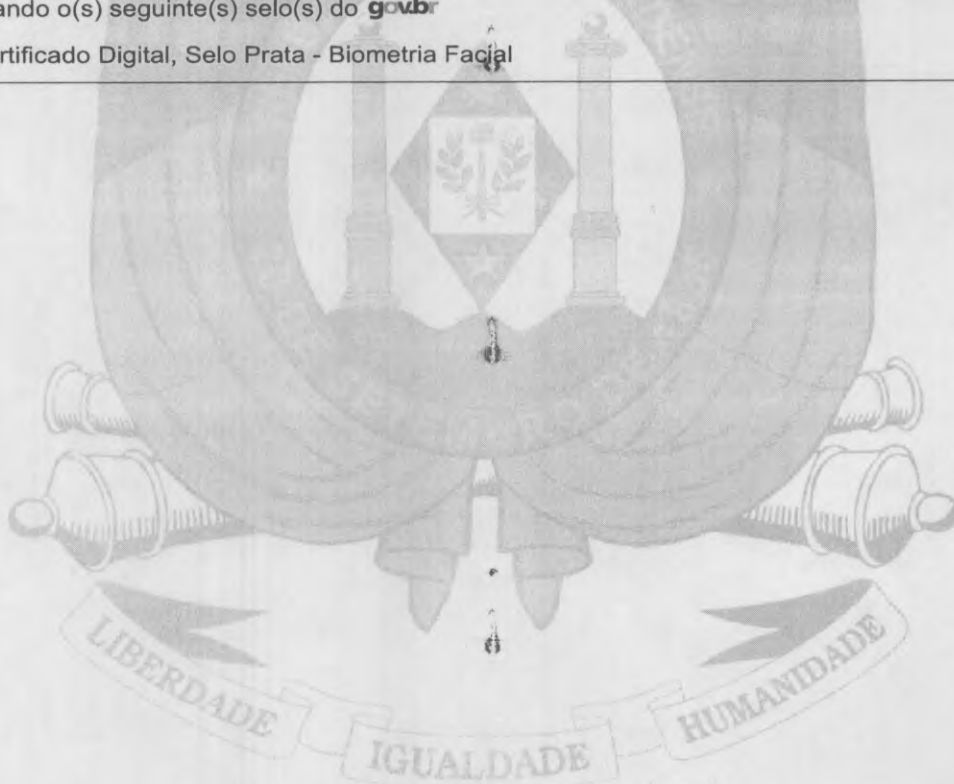 ando o(s) seguinte(s) selo(s) do gov.br
rtificado Digital, Selo Prata - Biometria Facial
LIBERDADE
IGUALDADE
HUMANIDADE